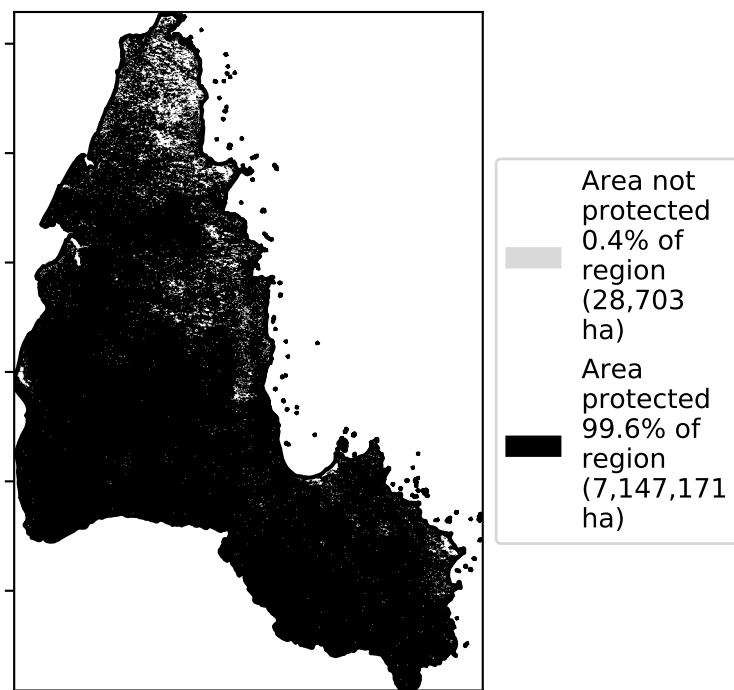 Area not
protected
0.4% of
region
(28,703
ha)
Area
protected
99.6% of
region
(7,147,171
ha)